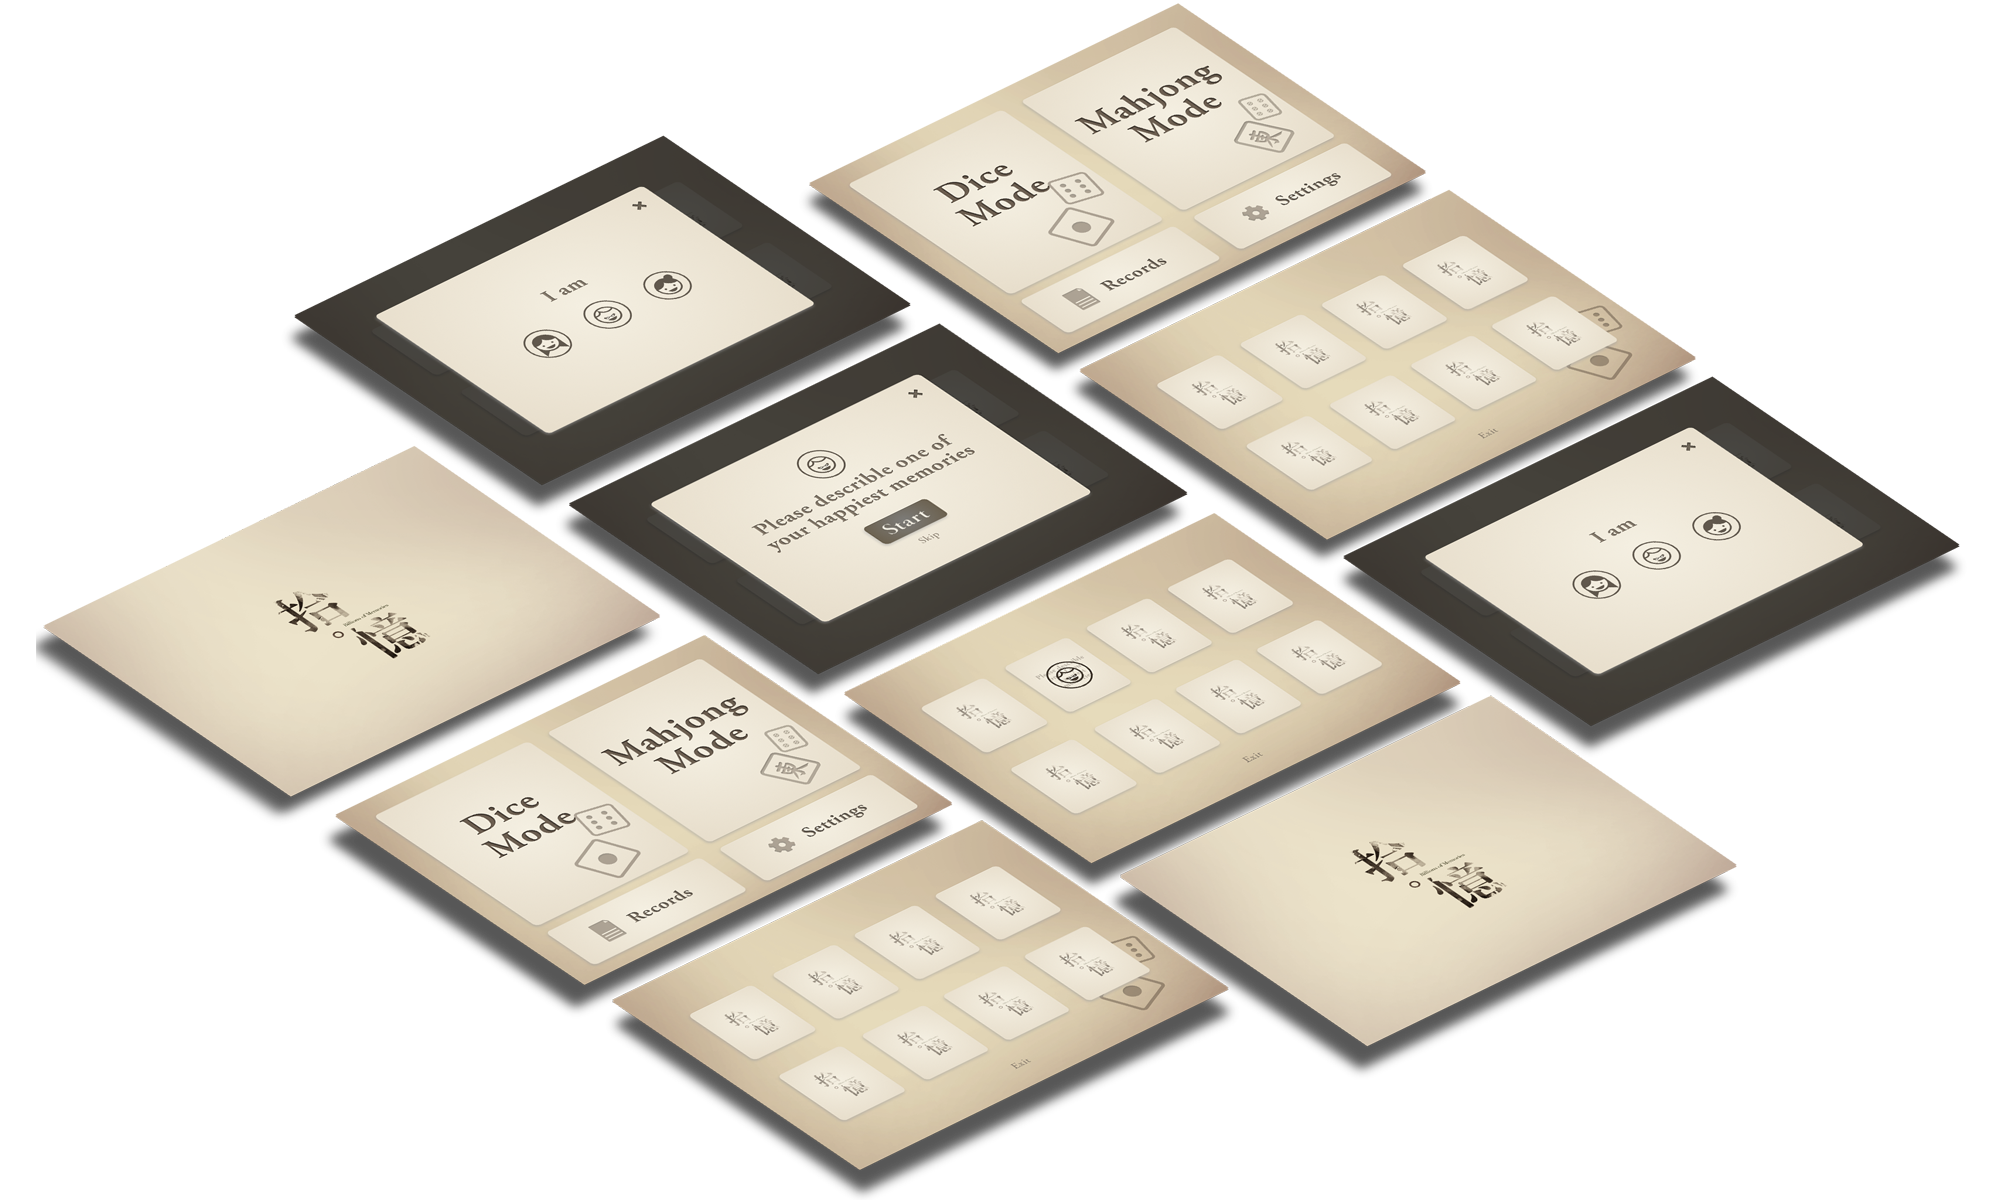 Mahjong
Mode
東
Dice
Mode
Settings
Records
I am
拾憶
拾憶
拾憶
拾憶
拾憶
拾憶
拾憶
拾憶
Exit
Please describle one of
your happiest memories
Start
Skip
I am
拾憶
拾憶
拾憶
拾憶
拾憶
拾憶
拾憶
拾憶
Exit
Mahjong
Mode
東
Dice
Mode
Settings
Records
拾憶
拾憶
拾憶
拾憶
拾憶
拾憶
拾憶
拾憶
拾憶
Exit